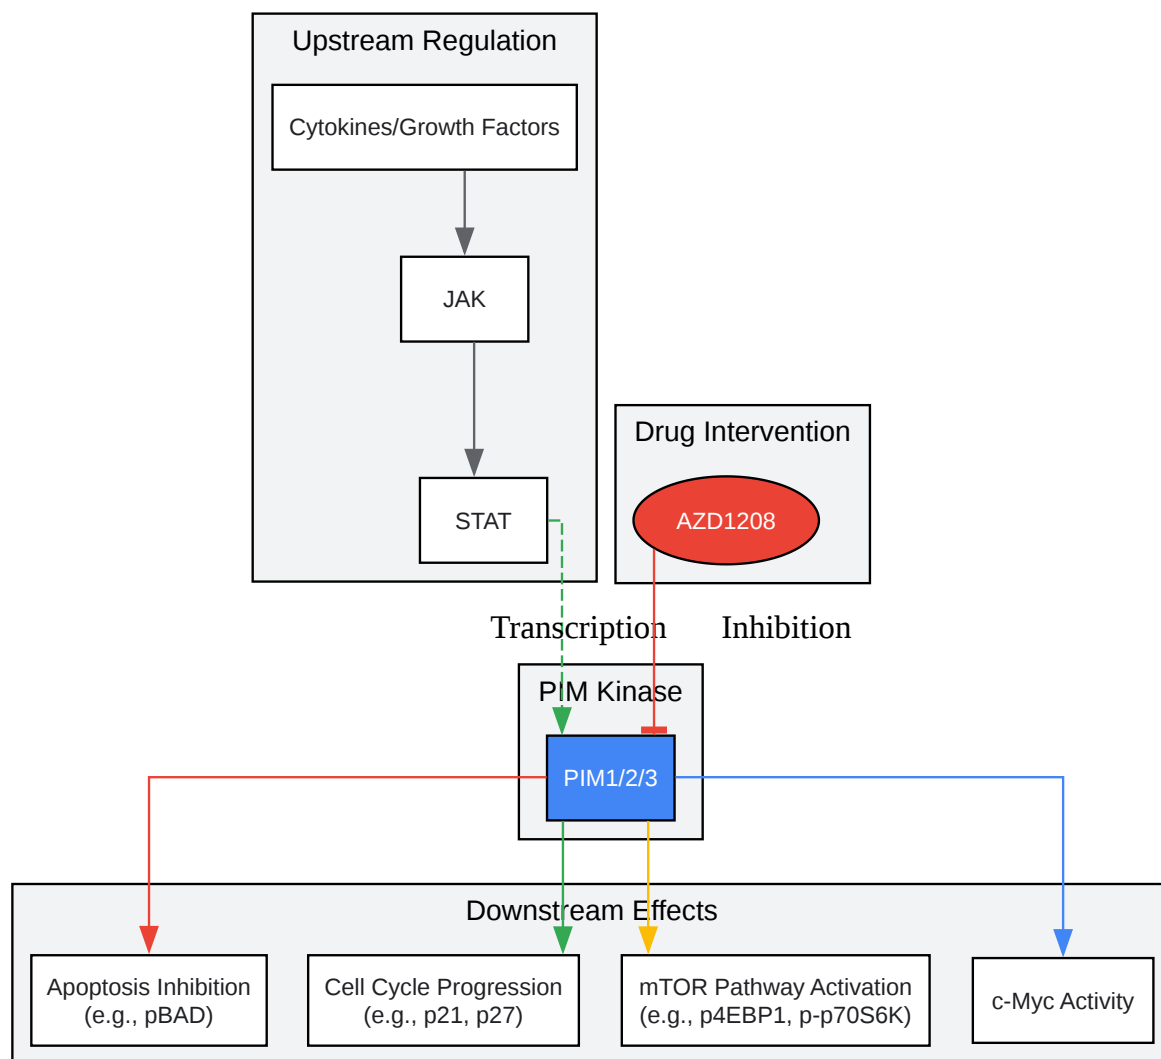 Upstream Regulation
Cytokines/Growth Factors
JAK
Drug Intervention
STAT
AZD1208
Transcription
Inhibition
PIM Kinase
PIM1/2/3
Downstream Effects
Apoptosis Inhibition
(e.g., pBAD)
Cell Cycle Progression
(e.g., p21, p27)
mTOR Pathway Activation
(e.g., p4EBP1, p-p70S6K)
c-Myc Activity